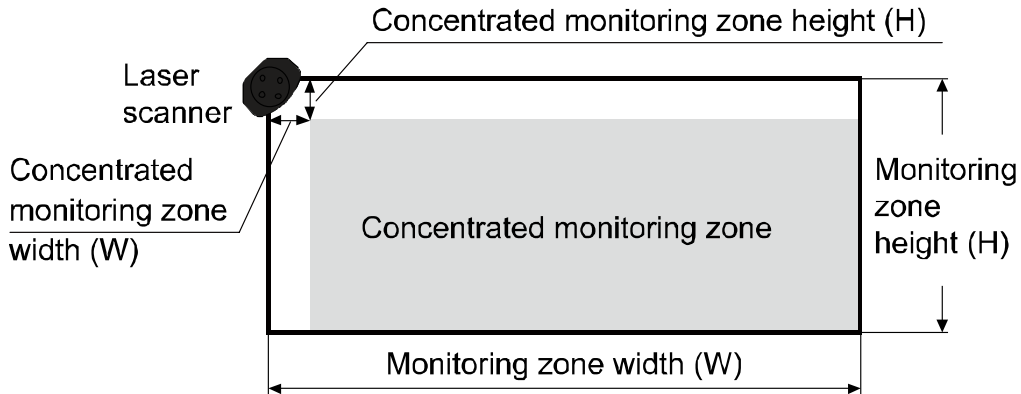 Concentrated monitoring zone height (H)
Laser
scanner
Concentrated
monitoring zone
width (W)
Concentrated monitoring zone
Monitoring
zone
height (H)
Monitoring zone width (W)